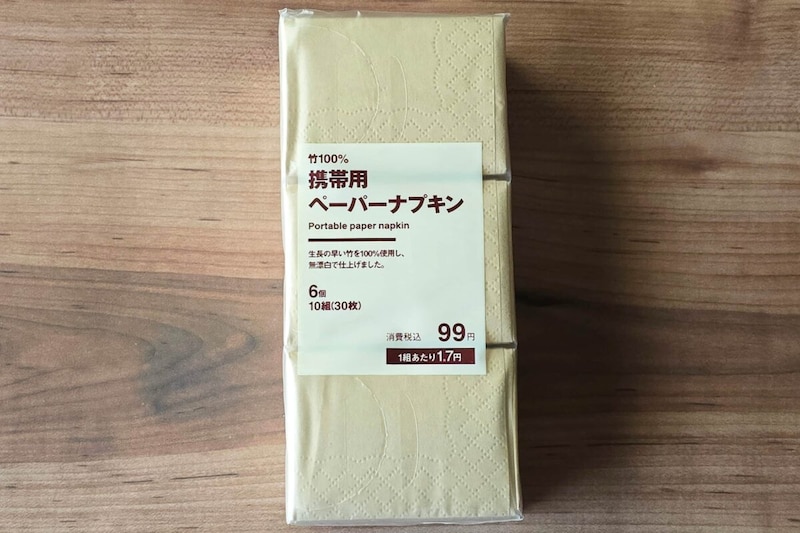 竹100%
携帯用
ペーパーナプキン
Portable paper napkin
生長の早い竹を100%使用し、
無漂白で仕上げました。
6個
10組(30枚)
消費税込 99円
1組あたり1.7円